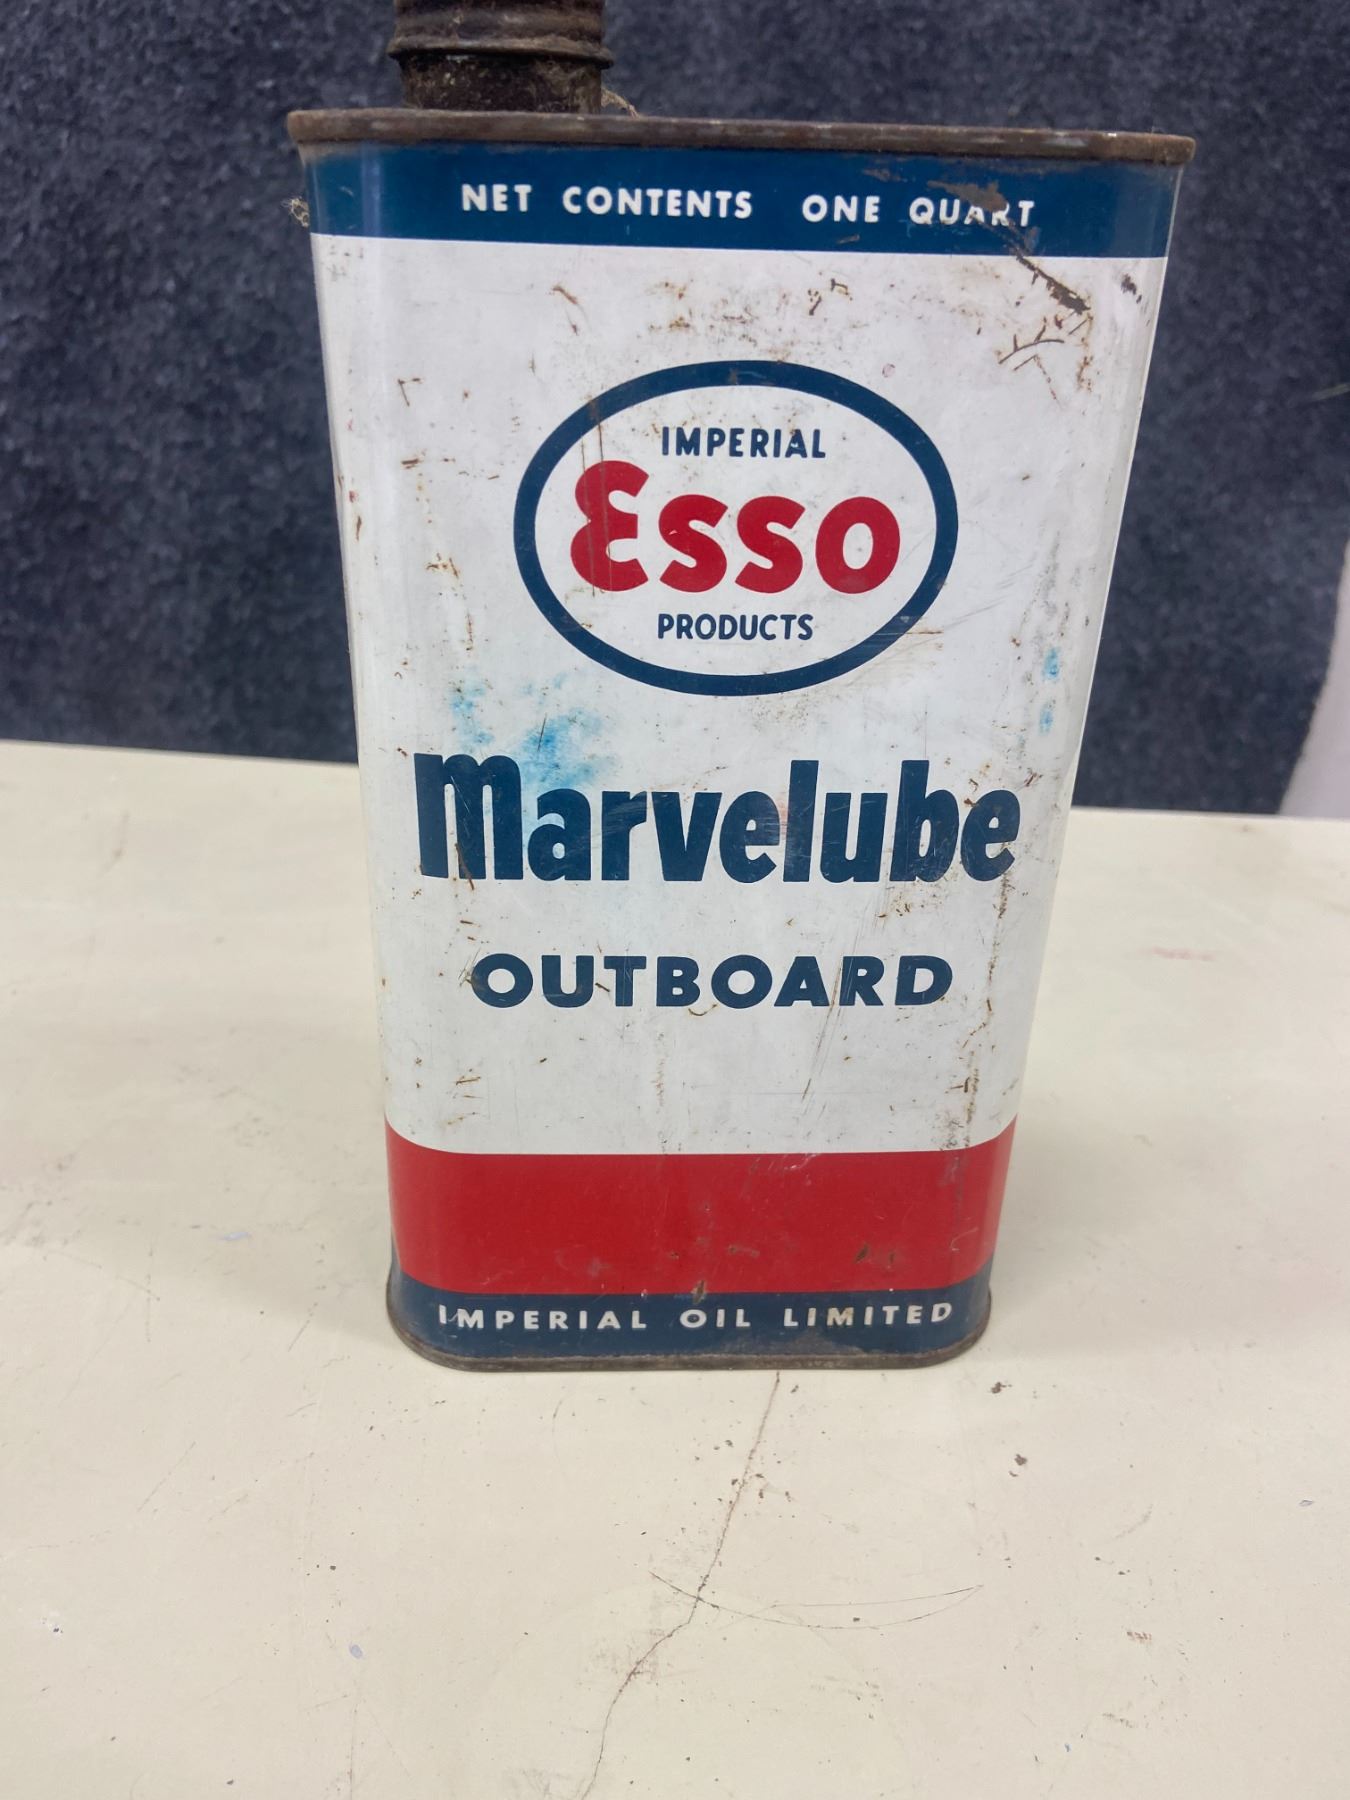 NET CONTENTS ONE QUART
IMPERIAL
Esso
PRODUCTS
Marvelube
OUTBOARD
IMPERIAL OIL LIMITED